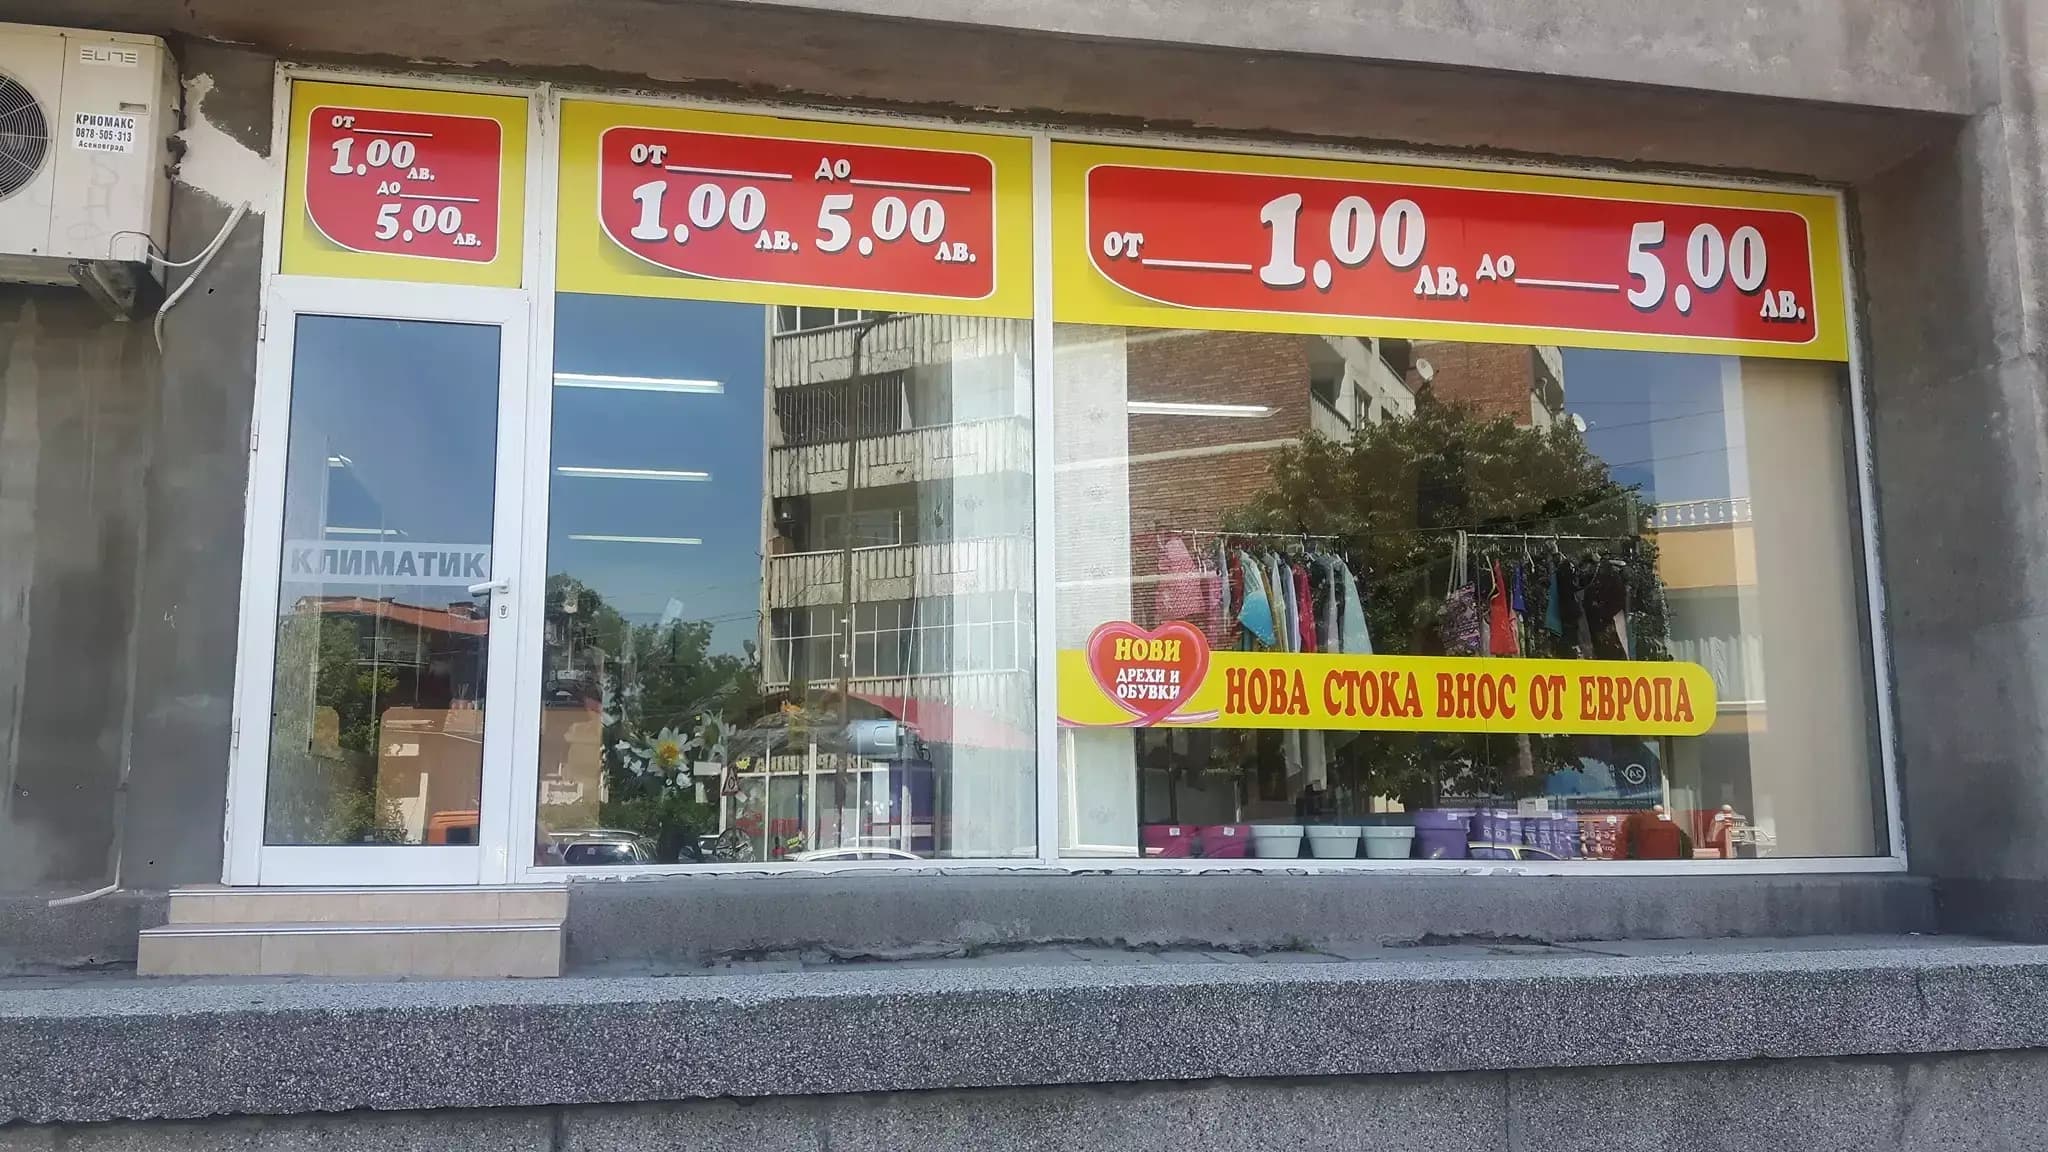 ELITE
КРИОМАКС
0878-505-313
Асеновград
ОТ
1.00 ЛВ.
ДО
5.00 ЛВ.
ОТ ДО
1.00 ЛВ. 5.00 ЛВ.
ОТ 1.00 ЛВ. ДО 5.00 ЛВ.
КЛИМАТИК
НОВИ
ДРЕХИ И
ОБУВКИ
НОВА СТОКА ВНОС ОТ ЕВРОПА
24